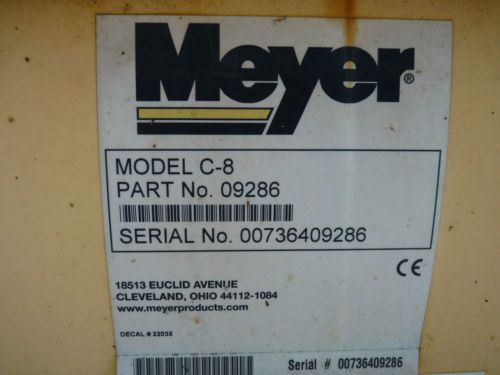 Meyer®
MODEL C-8
PART No. 09286
SERIAL No. 00736409286
18513 EUCLID AVENUE
CLEVELAND, OHIO 44112-1084
www.meyerproducts.com
CE
DECAL # 22035
Serial # 00736409286